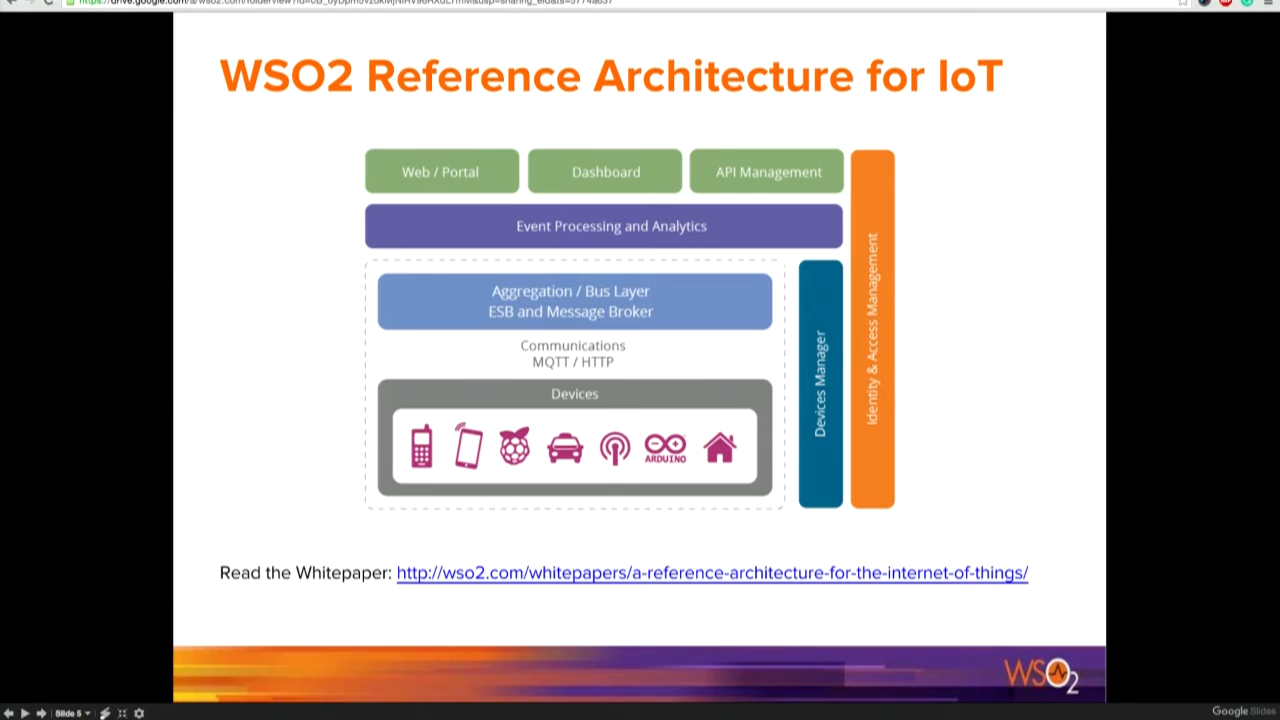 WSO2 Reference Architecture for IoT
Web / Portal
Dashboard
API Management
Event Processing and Analytics
Aggregation / Bus Layer
ESB and Message Broker
Communications
MQTT / HTTP
Devices
ARDUINO
Devices Manager
Identity & Access Management
Read the Whitepaper: http://wso2.com/whitepapers/a-reference-architecture-for-the-internet-of-things/
WSO2
Slide 5
Google Slides